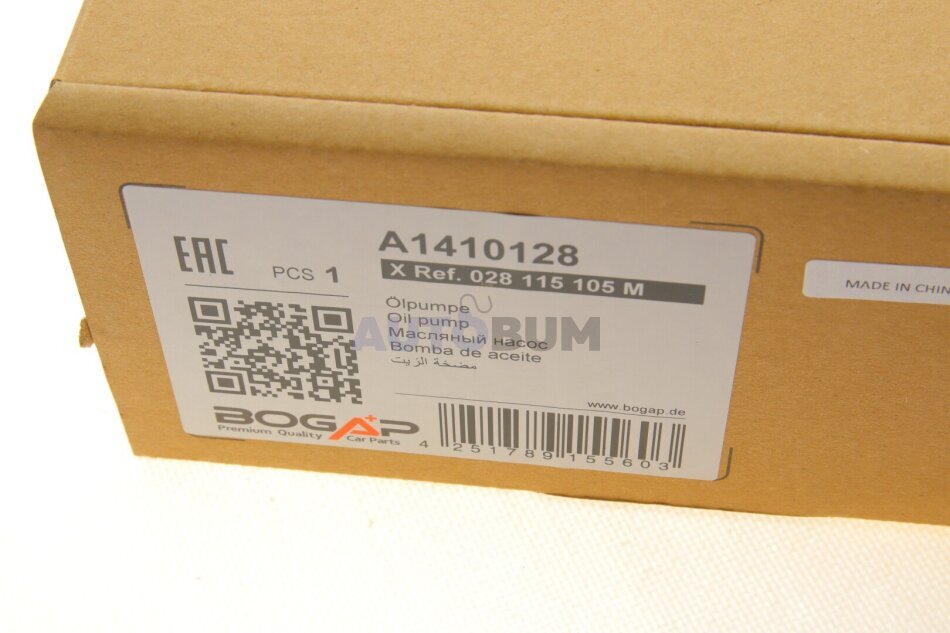 EAC
PCS 1
A1410128
X Ref. 028 115 105 M
Ölpumpe
Oil pump
Масляный насос
Bomba de aceite
مضخة الزيت
AUTOBUM
www.bogap.de
BOGAP
Premium Quality Car Parts
4 251789 155603
MADE IN CHIN